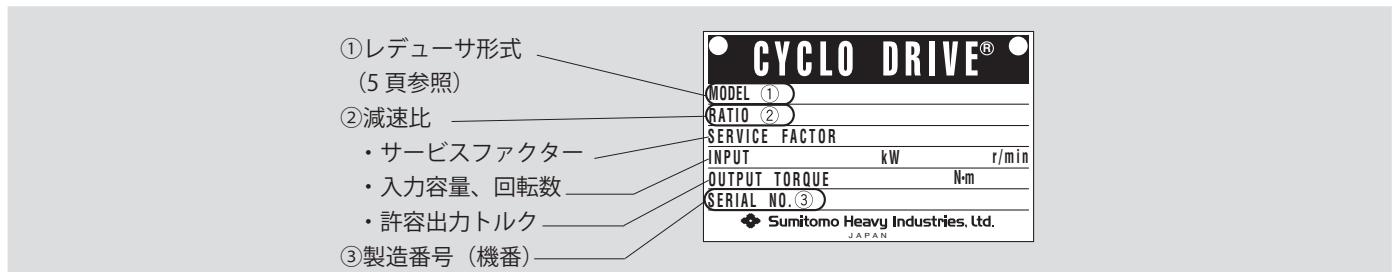 ①レデューサ形式
(5 頁参照)
②減速比
・サービスファクター
・入力容量、回転数
・許容出力トルク
③製造番号（機番）
CYCLO DRIVE®
MODEL ①
RATIO ②
SERVICE FACTOR
INPUT kW r/min
OUTPUT TORQUE N·m
SERIAL NO.③
Sumitomo Heavy Industries, Ltd.
JAPAN